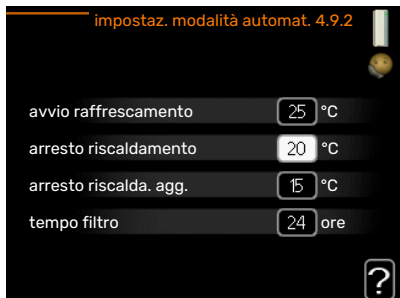 impostaz. modalità automat. 4.9.2
avvio raffrescamento 25 °C
arresto riscaldamento 20 °C
arresto riscalda. agg. 15 °C
tempo filtro 24 ore
?